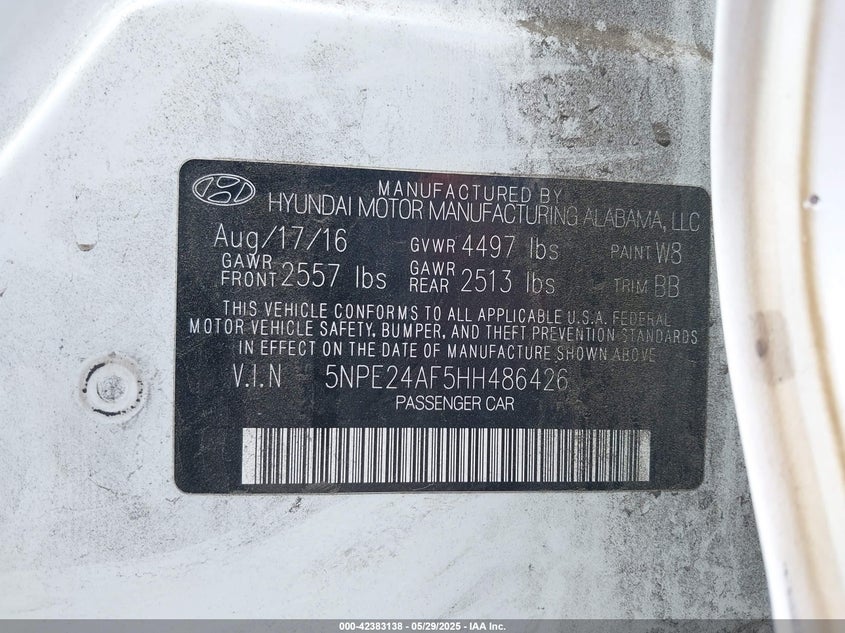 MANUFACTURED BY
HYUNDAI MOTOR MANUFACTURING ALABAMA, LLC
Aug/17/16 GVWR 4497 lbs PAINT W8
GAWR FRONT 2557 lbs GAWR REAR 2513 lbs TRIM BB
THIS VEHICLE CONFORMS TO ALL APPLICABLE U.S.A. FEDERAL
MOTOR VEHICLE SAFETY, BUMPER, AND THEFT PREVENTION STANDARDS
IN EFFECT ON THE DATE OF MANUFACTURE SHOWN ABOVE
V.I.N 5NPE24AF5HH486426
PASSENGER CAR
000-42383138 - 05/29/2025 - IAA Inc.